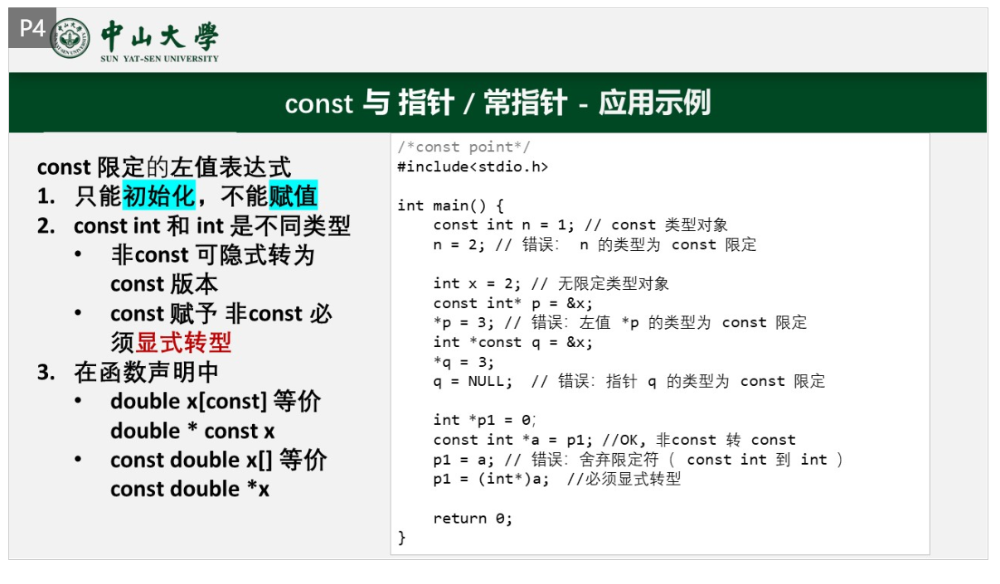 P4
中山大學
SUN YAT-SEN UNIVERSITY
const 与 指针 / 常指针 - 应用示例
const 限定的左值表达式
1. 只能初始化，不能赋值
2. const int 和 int 是不同类型
• 非const 可隐式转为
const 版本
• const 赋予 非const 必
须显式转型
3. 在函数声明中
• double x[const] 等价
double * const x
• const double x[] 等价
const double *x
/*const point*/
#include<stdio.h>
int main() {
const int n = 1; // const 类型对象
n = 2; // 错误： n 的类型为 const 限定
int x = 2; // 无限定类型对象
const int* p = &x;
*p = 3; // 错误：左值 *p 的类型为 const 限定
int *const q = &x;
*q = 3;
q = NULL; // 错误：指针 q 的类型为 const 限定
int *p1 = 0;
const int *a = p1; //OK, 非const 转 const
p1 = a; // 错误：舍弃限定符（ const int 到 int ）
p1 = (int*)a; //必须显式转型
return 0;
}